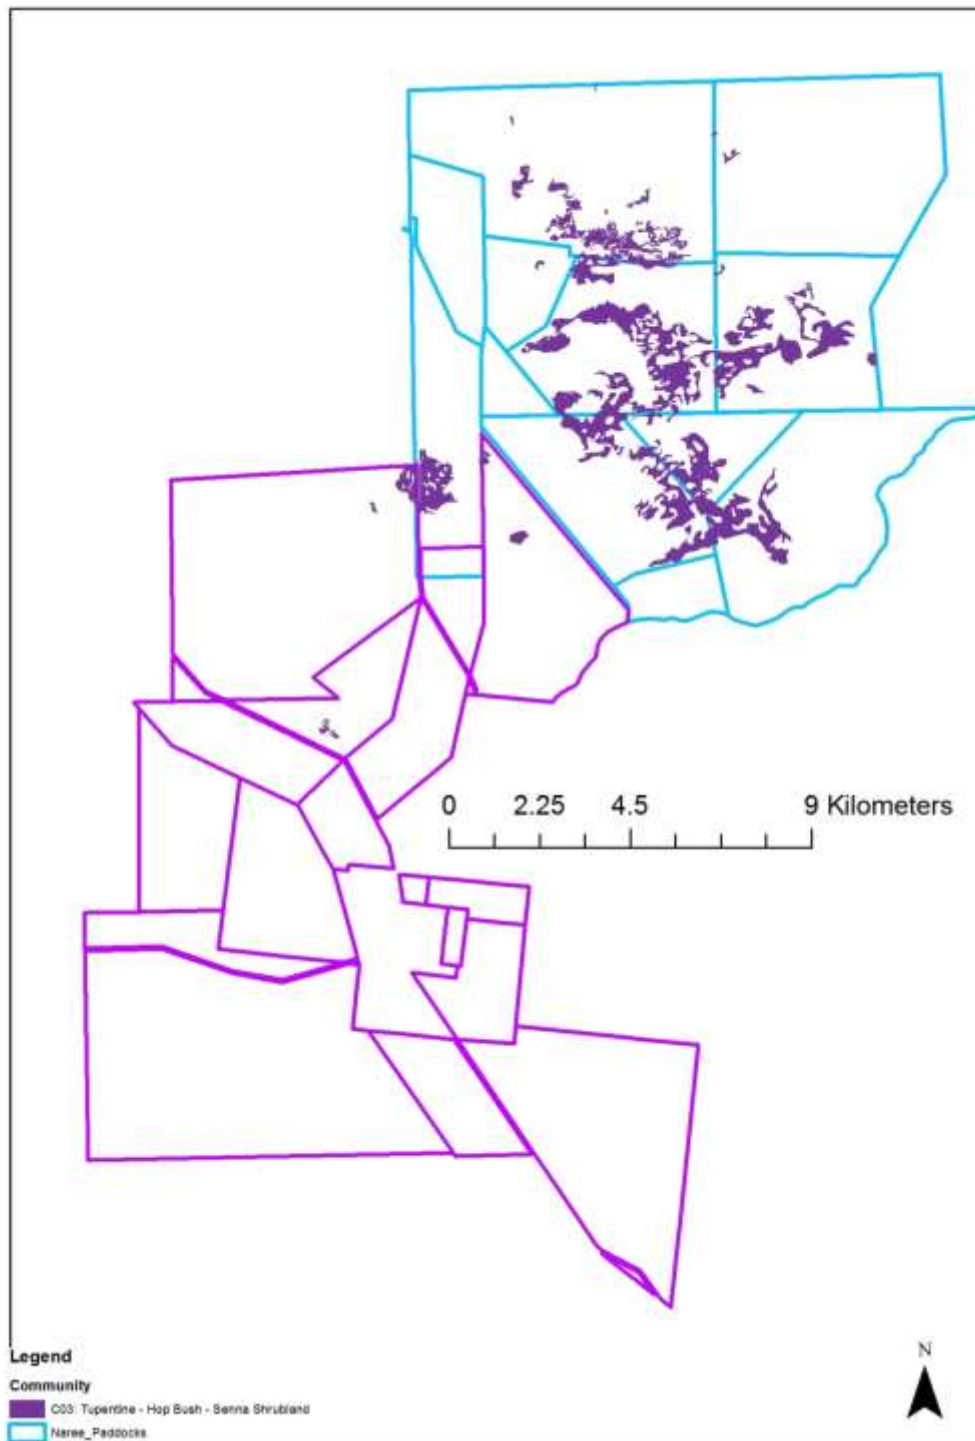 0 2.25 4.5 9 Kilometers
Legend
N
Community
C03: Tupentine - Hop Bush - Senna Shrubland
Naree_Paddocks